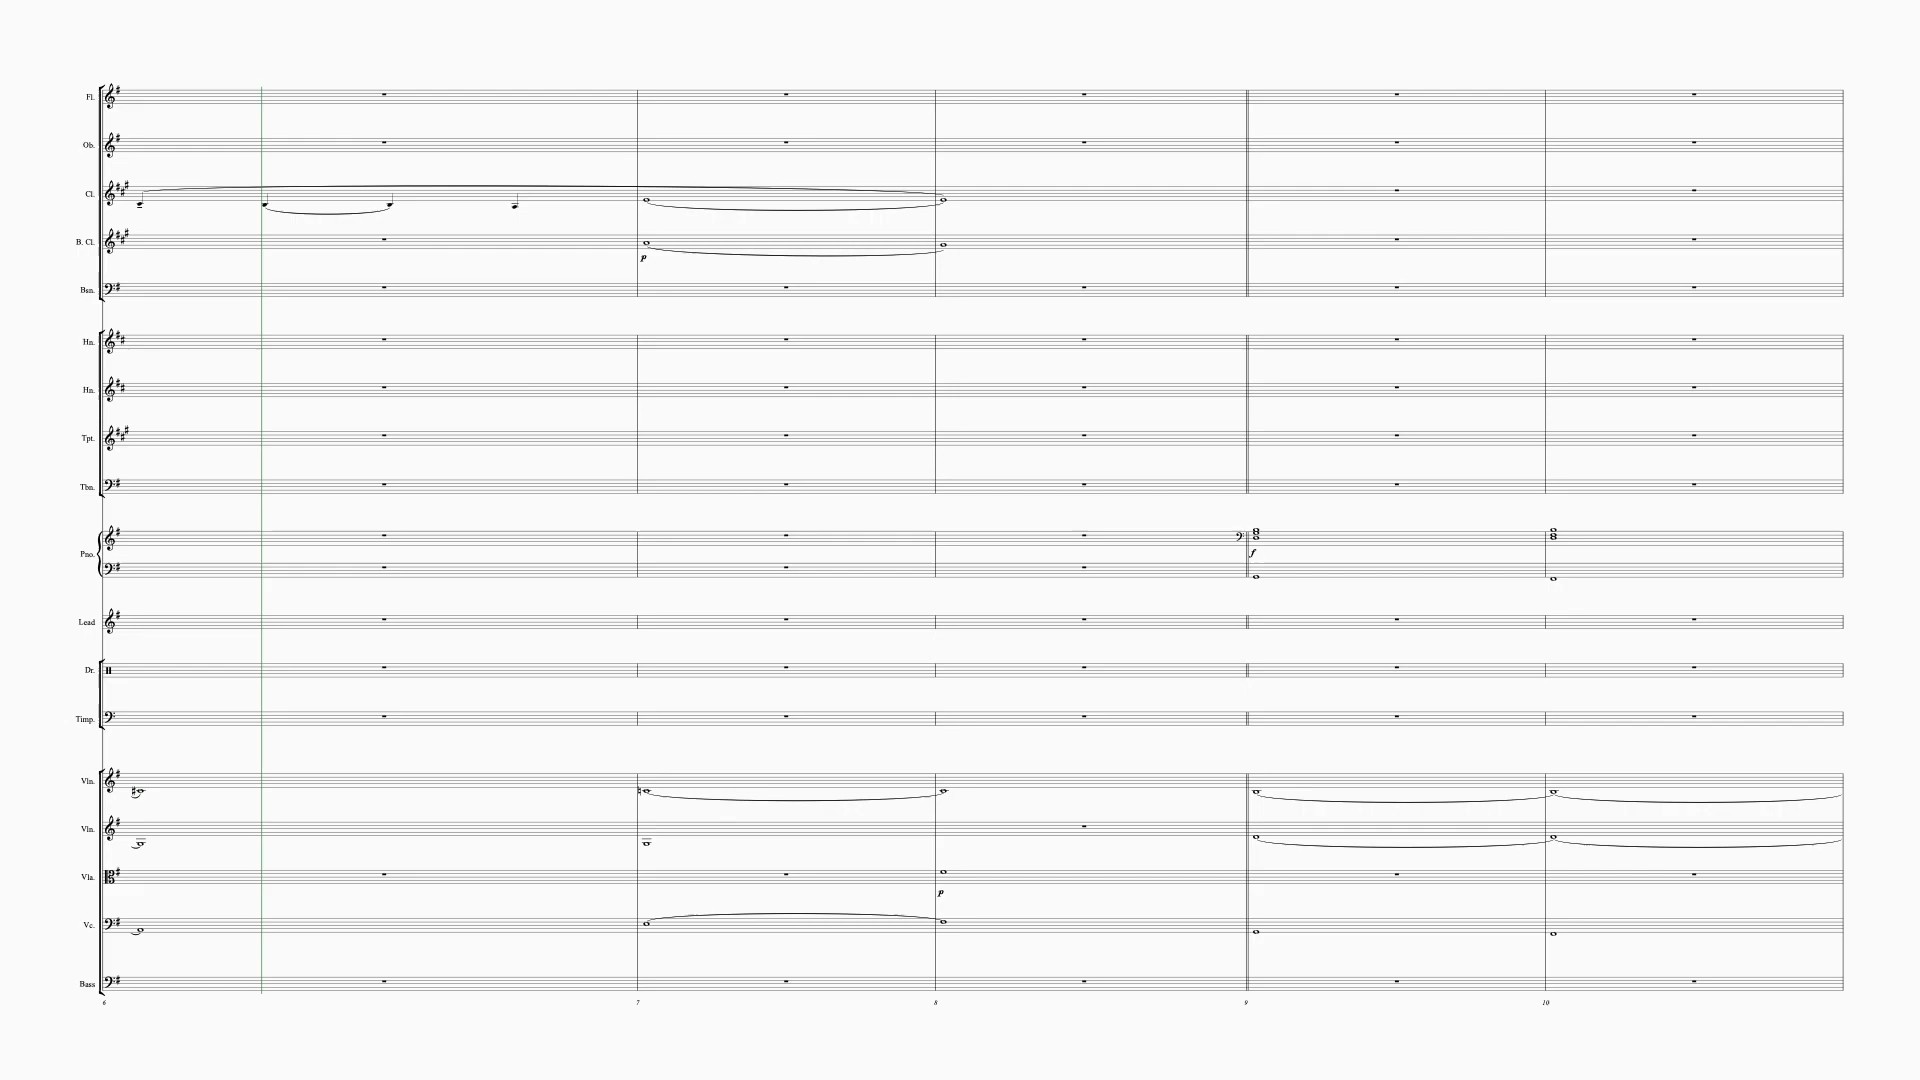 Fl.
Ob.
Cl.
B. Cl.
p
Bsn.
Hn.
Hn.
Tpt.
Tbn.
Pno.
f
Lead
Dr.
Timp.
Vln.
Vln.
Vla.
p
Vc.
Bass
6 7 8 9 10